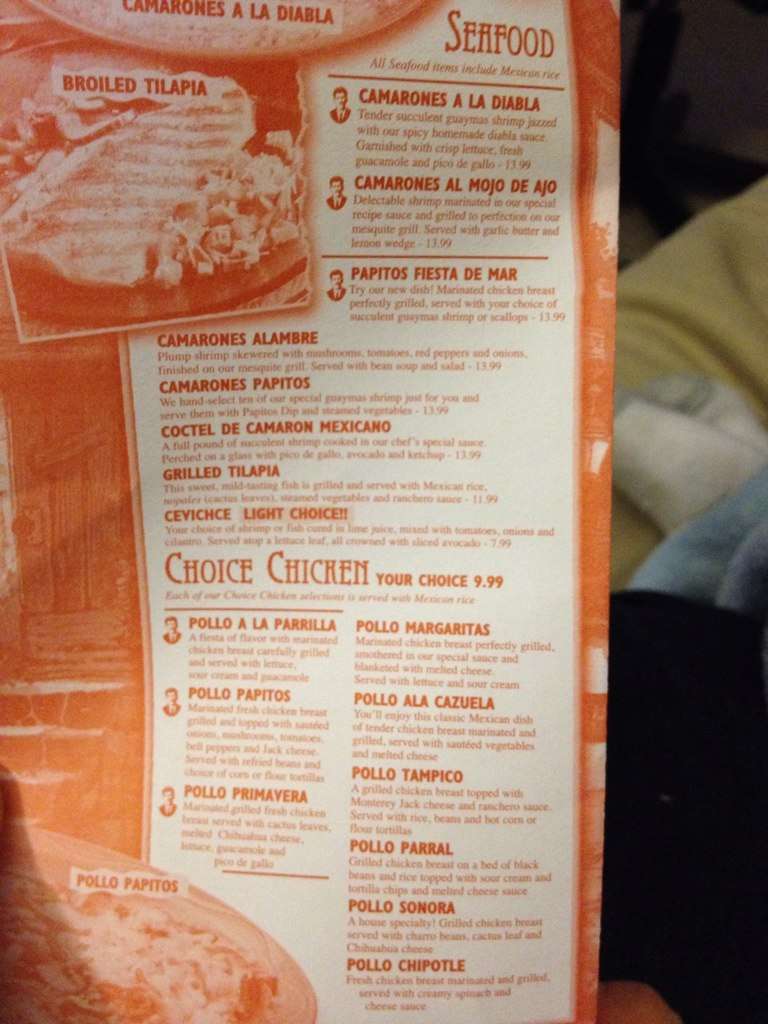 CAMARONES A LA DIABLA
BROILED TILAPIA
SEAFOOD
All Seafood items include Mexican rice
CAMARONES A LA DIABLA
Tender succulent guaymas shrimp jazzed
with our spicy homemade diabla sauce.
Garnished with crisp lettuce, fresh
guacamole and pico de gallo - 13.99
CAMARONES AL MOJO DE AJO
Delectable shrimp marinated in our special
recipe sauce and grilled to perfection on our
mesquite grill. Served with garlic butter and
lemon wedge - 13.99
PAPITOS FIESTA DE MAR
Try our new dish! Marinated chicken breast
perfectly grilled, served with your choice of
succulent guaymas shrimp or scallops - 13.99
CAMARONES ALAMBRE
Plump shrimp skewered with mushrooms, tomatoes, red peppers and onions,
finished on our mesquite grill. Served with bean soup and salad - 13.99
CAMARONES PAPITOS
We hand-select ten of our special guaymas shrimp just for you and
serve them with Papitos Dip and steamed vegetables - 13.99
COCTEL DE CAMARON MEXICANO
A full pound of succulent shrimp cooked in our chef's special sauce.
Perched on a glass with pico de gallo, avocado and ketchup - 13.99
GRILLED TILAPIA
This sweet, mild-tasting fish is grilled and served with Mexican rice,
nopales (cactus leaves), steamed vegetables and ranchero sauce - 11.99
CEVICHCE LIGHT CHOICE!!
Your choice of shrimp or fish cured in lime juice, mixed with tomatoes, onions and
cilantro. Served atop a lettuce leaf, all crowned with sliced avocado - 7.99
CHOICE CHICKEN YOUR CHOICE 9.99
Each of our Choice Chicken selections is served with Mexican rice
POLLO A LA PARRILLA
A fiesta of flavor with marinated
chicken breast carefully grilled
and served with lettuce,
sour cream and guacamole
POLLO PAPITOS
Marinated fresh chicken breast
grilled and topped with sautéed
onions, mushrooms, tomatoes,
bell peppers and Jack cheese.
Served with refried beans and
choice of corn or flour tortillas
POLLO PRIMAVERA
Marinated grilled fresh chicken
breast served with cactus leaves,
melted Chihuahua cheese,
lettuce, guacamole and
pico de gallo
POLLO MARGARITAS
Marinated chicken breast perfectly grilled,
smothered in our special sauce and
blanketed with melted cheese.
Served with lettuce and sour cream
POLLO ALA CAZUELA
You'll enjoy this classic Mexican dish
of tender chicken breast marinated and
grilled, served with sautéed vegetables
and melted cheese
POLLO TAMPICO
A grilled chicken breast topped with
Monterey Jack cheese and ranchero sauce.
Served with rice, beans and hot corn or
flour tortillas
POLLO PARRAL
Grilled chicken breast on a bed of black
beans and rice topped with sour cream and
tortilla chips and melted cheese sauce
POLLO SONORA
A house specialty! Grilled chicken breast
served with charro beans, cactus leaf and
Chihuahua cheese
POLLO CHIPOTLE
Fresh chicken breast marinated and grilled,
served with creamy spinach and
cheese sauce
POLLO PAPITOS